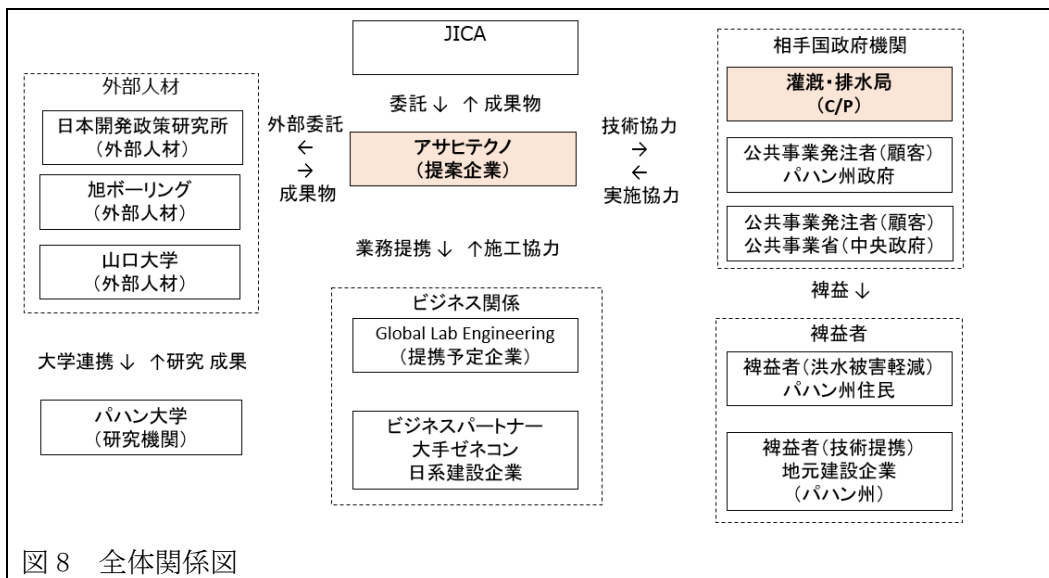 JICA
委託 ↓ ↑ 成果物
アサヒテクノ
(提案企業)
外部人材
日本開発政策研究所
(外部人材)
旭ボーリング
(外部人材)
山口大学
(外部人材)
外部委託
←
→
成果物
技術協力
→
←
実施協力
相手国政府機関
灌漑・排水局
(C/P)
公共事業発注者(顧客)
パハン州政府
公共事業発注者(顧客)
公共事業省(中央政府)
大学連携 ↓ ↑研究 成果
パハン大学
(研究機関)
業務提携 ↓ ↑施工協力
ビジネス関係
Global Lab Engineering
(提携予定企業)
ビジネスパートナー
大手ゼネコン
日系建設企業
裨益 ↓
裨益者
裨益者(洪水被害軽減)
パハン州住民
裨益者(技術提携)
地元建設企業
(パハン州)
図 8 全体関係図